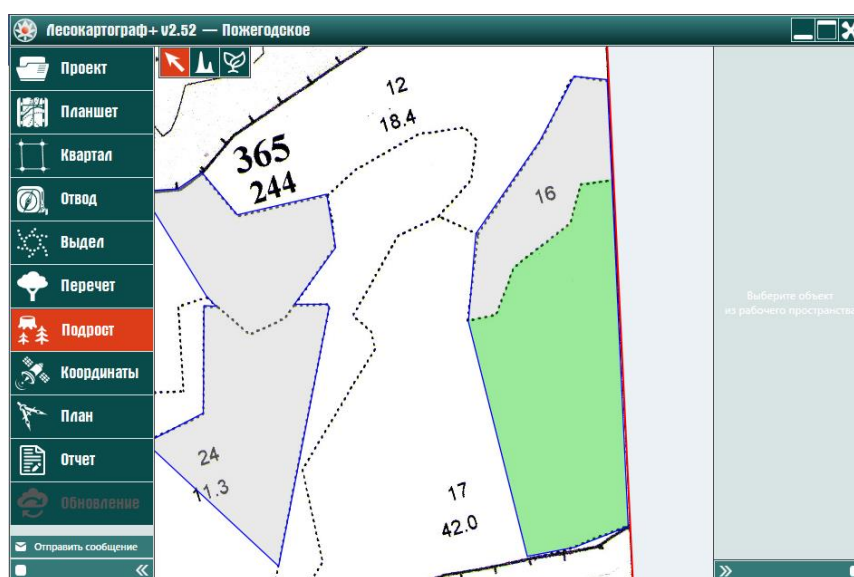 Лесокартограф+ v2.52 — Пожегодское
Проект
Планшет
Квартал
Отвод
Выдел
Перечет
Подрост
Координаты
План
Отчет
Обновление
Отправить сообщение
12
18.4
365
244
16
24
11.3
17
42.0
Выберите объект
из рабочего пространства